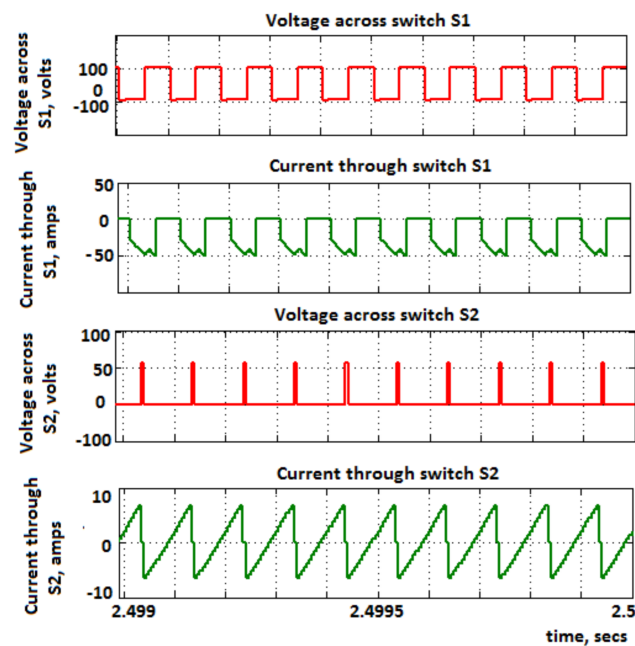 Voltage across switch S1
Voltage across
S1, volts
100
0
-100
Current through switch S1
Current through
S1, amps
50
0
-50
Voltage across switch S2
Voltage across
S2, volts
100
50
0
-100
Current through switch S2
Current through
S2, amps
10
0
-10
2.499
2.4995
2.5
time, secs